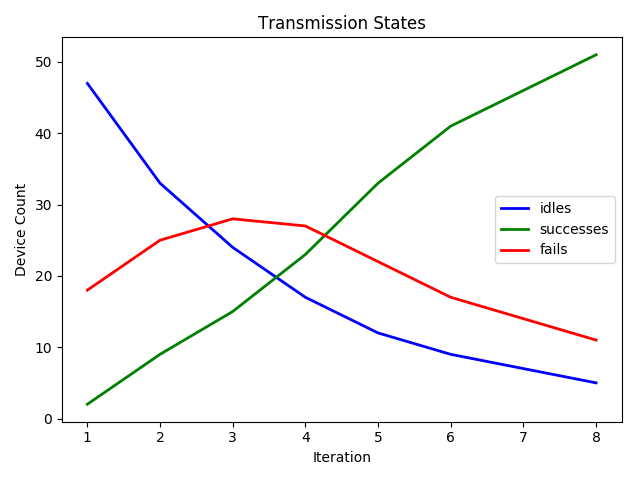 Transmission States
Device Count
50
40
30
20
10
0
idles
successes
fails
1 2 3 4 5 6 7 8
Iteration